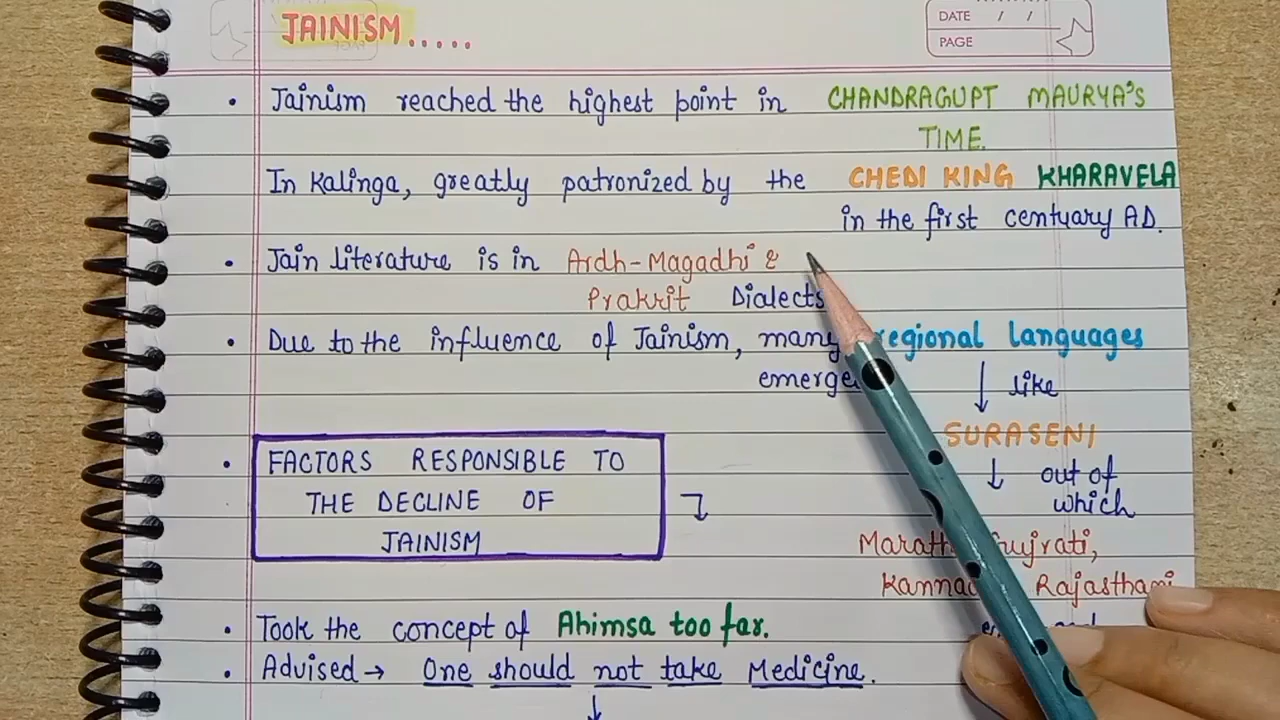 JAINISM.....
DATE / /
PAGE
• Jainism reached the highest point in CHANDRAGUPT MAURYA's
TIME.
In Kalinga, greatly patronized by the CHEDI KING KHARAVELA
in the first centuary AD.
• Jain literature is in Ardh-Magadhi &
Prakrit Dialects
• Due to the influence of Jainism, many regional languages
emerge
↓ like
SURASENI
• FACTORS RESPONSIBLE TO
THE DECLINE OF
JAINISM
↓ out of
which
Gujrati,
Rajasthani
• Took the concept of Ahimsa too far.
• Advised → One should not take Medicine.
↓